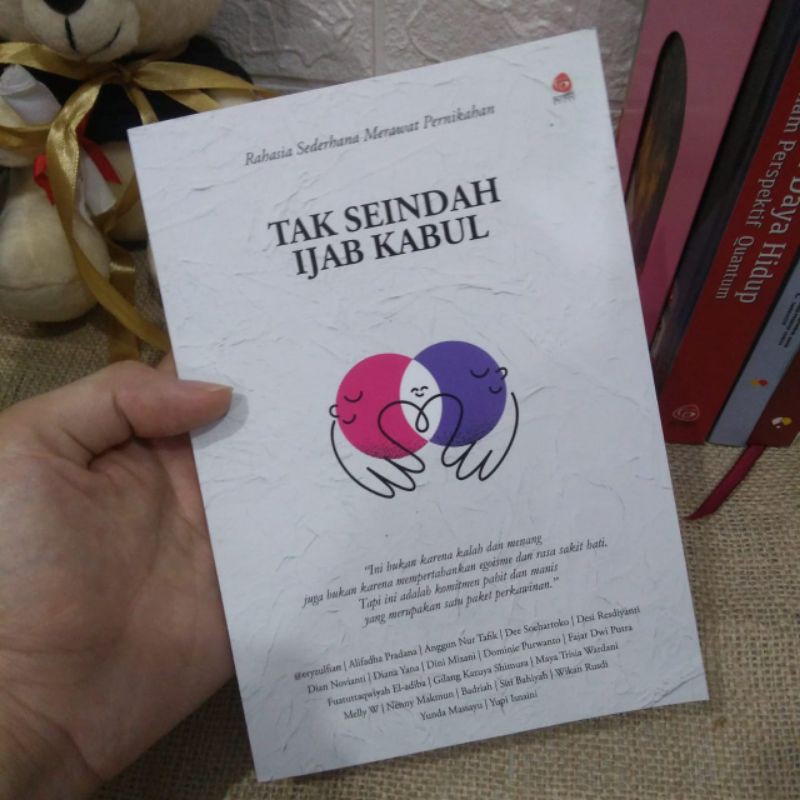 Rahasia Sederhana Merawat Pernikahan
TAK SEINDAH
IJAB KABUL
“Ini bukan karena kalah dan menang
juga bukan karena mempertahankan egoisme dan rasa sakit hati.
Tapi ini adalah komitmen pahit dan manis
yang merupakan satu paket perkawinan.”
@eryzulfian | Alifadha Pradana | Anggun Nur Tafik | Dee Soehartoko | Desi Resdiyanti
Dian Novianti | Diana Yana | Dini Mizani | Dominic Purwanto | Fajar Dwi Putra
Fuatuttaqwiyah El-adiba | Gilang Kazuya Shimura | Maya Trisia Wardani
Melly W | Nenny Makmun | Badriah | Siti Bahiyah | Wikan Rusdi
Yunda Massayu | Yupi Isnaini
Daya Hidup
Perspektif Quantum